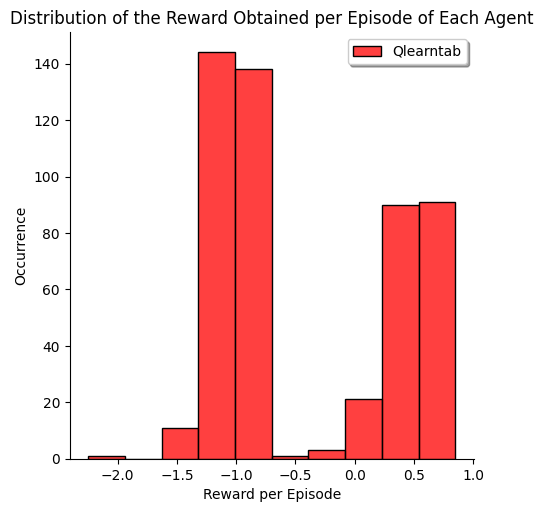 Distribution of the Reward Obtained per Episode of Each Agent
Qlearntab
140
120
100
80
60
40
20
0
Occurrence
−2.0 −1.5 −1.0 −0.5 0.0 0.5 1.0
Reward per Episode